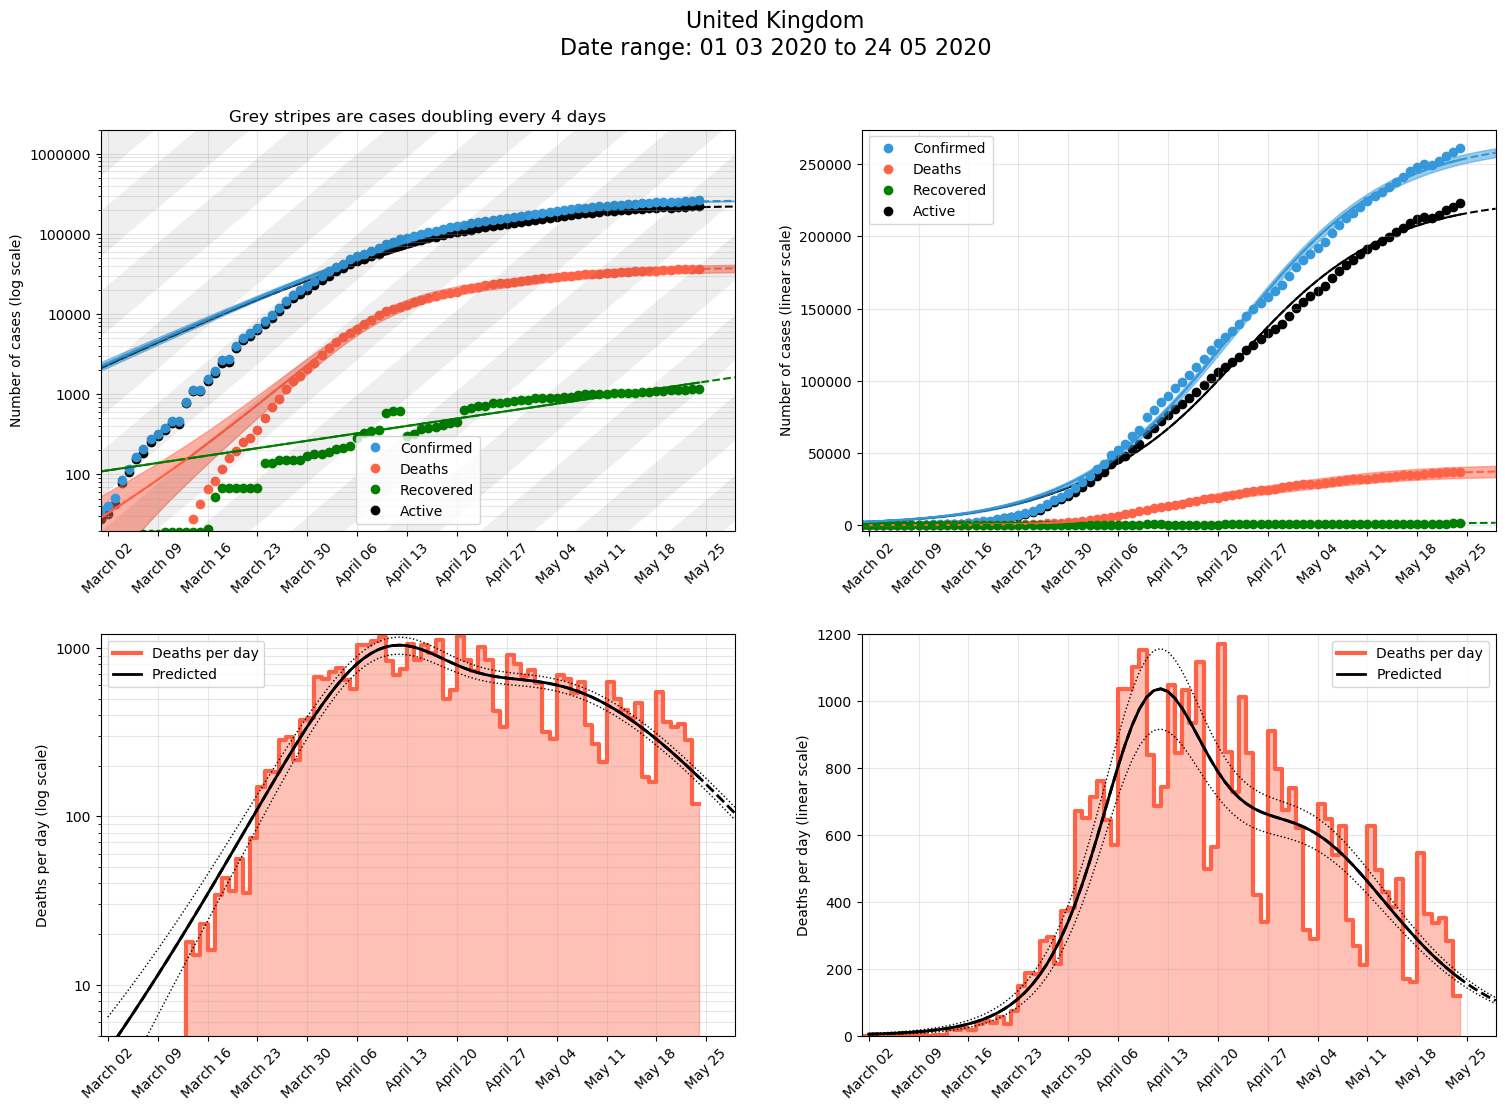 United Kingdom
Date range: 01 03 2020 to 24 05 2020
Grey stripes are cases doubling every 4 days
Number of cases (log scale)
1000000
100000
10000
1000
100
Confirmed
Deaths
Recovered
Active
March 02
March 09
March 16
March 23
March 30
April 06
April 13
April 20
April 27
May 04
May 11
May 18
May 25
Number of cases (linear scale)
250000
200000
150000
100000
50000
0
Confirmed
Deaths
Recovered
Active
March 02
March 09
March 16
March 23
March 30
April 06
April 13
April 20
April 27
May 04
May 11
May 18
May 25
Deaths per day (log scale)
1000
100
10
Deaths per day
Predicted
March 02
March 09
March 16
March 23
March 30
April 06
April 13
April 20
April 27
May 04
May 11
May 18
May 25
Deaths per day (linear scale)
1200
1000
800
600
400
200
0
Deaths per day
Predicted
March 02
March 09
March 16
March 23
March 30
April 06
April 13
April 20
April 27
May 04
May 11
May 18
May 25